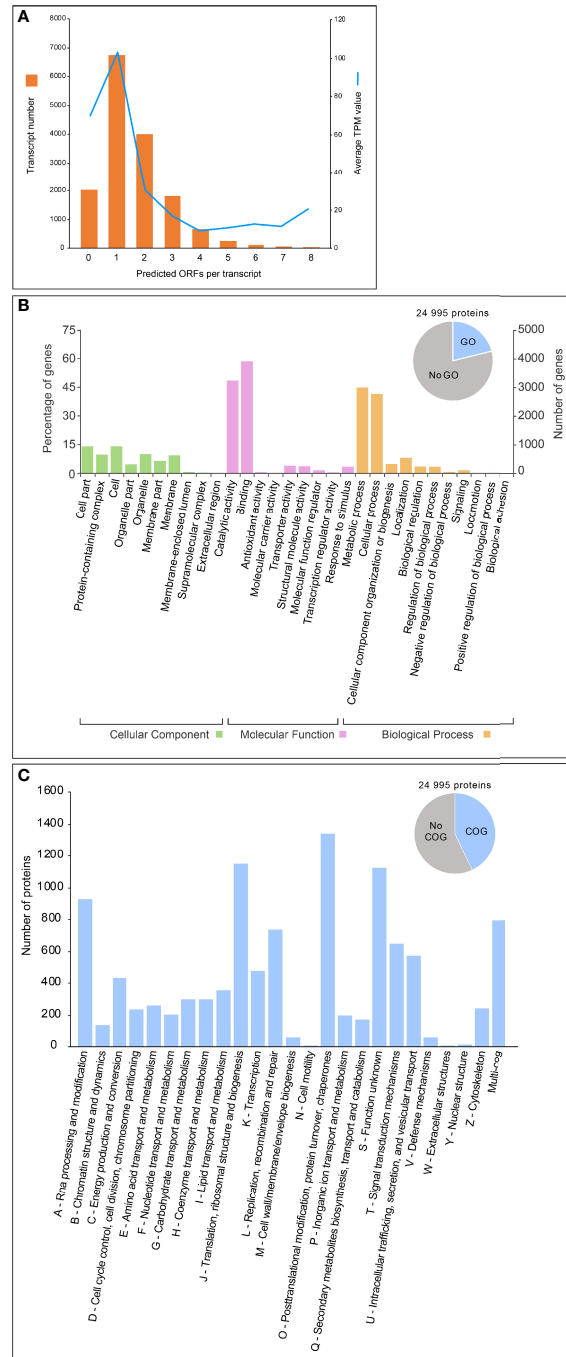 A
Transcript number
8000
7000
6000
5000
4000
3000
2000
1000
0
120
100
80
60
40
20
0
Average TPM value
0 1 2 3 4 5 6 7 8
Predicted ORFs per transcript
B
24 995 proteins
GO
No GO
Percentage of genes
75
60
45
30
15
0
5000
4000
3000
2000
1000
0
Number of genes
Cell part
Protein-containing complex
Cell
Organelle part
Organelle
Membrane part
Membrane
Membrane-enclosed lumen
Supramolecular complex
Extracellular region
Catalytic activity
Binding
Antioxidant activity
Molecular carrier activity
Transporter activity
Structural molecule activity
Molecular function regulator
Transcription regulator activity
Response to stimulus
Metabolic process
Cellular process
Cellular component organization or biogenesis
Localization
Biological regulation
Regulation of biological process
Negative regulation of biological process
Signaling
Locomotion
Positive regulation of biological process
Biological adhesion
Cellular Component
Molecular Function
Biological Process
C
24 995 proteins
No COG
COG
Number of proteins
1600
1400
1200
1000
800
600
400
200
0
A - Rna processing and modification
B - Chromatin structure and dynamics
C - Energy production and conversion
D - Cell cycle control, cell division, chromosome partitioning
E - Amino acid transport and metabolism
F - Nucleotide transport and metabolism
G - Carbohydrate transport and metabolism
H - Coenzyme transport and metabolism
I - Lipid transport and metabolism
J - Translation, ribosomal structure and biogenesis
K - Transcription
L - Replication, recombination and repair
M - Cell wall/membrane/envelope biogenesis
N - Cell motility
O - Posttranslational modification, protein turnover, chaperones
P - Inorganic ion transport and metabolism
Q - Secondary metabolites biosynthesis, transport and catabolism
S - Function unknown
T - Signal transduction mechanisms
U - Intracellular trafficking, secretion, and vesicular transport
V - Defense mechanisms
W - Extracellular structures
Y - Nuclear structure
Z - Cytoskeleton
Multi-cog